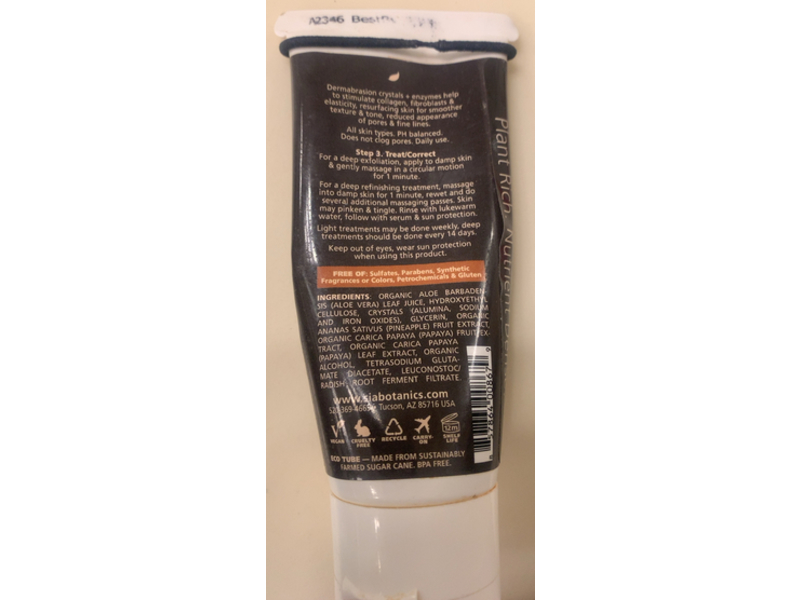 A2346 Best
Dermabrasion crystals + enzymes help
to stimulate collagen, fibroblasts &
elasticity, resurfacing skin for smoother
texture & tone, reduced appearance
of pores & fine lines.
All skin types. PH balanced.
Does not clog pores. Daily use.
Step 3. Treat/Correct
For a deep exfoliation, apply to damp skin
& gently massage in a circular motion
for 1 minute.
For a deep refinishing treatment, massage
into damp skin for 1 minute, rewet and do
several additional massaging passes. Skin
may pinken & tingle. Rinse with lukewarm
water, follow with serum & sun protection.
Light treatments may be done weekly, deep
treatments should be done every 14 days.
Keep out of eyes, wear sun protection
when using this product.
FREE OF: Sulfates, Parabens, Synthetic
Fragrances or Colors, Petrochemicals & Gluten
INGREDIENTS: ORGANIC ALOE BARBADEN-
SIS (ALOE VERA) LEAF JUICE, HYDROXYETHYL
CELLULOSE, CRYSTALS (ALUMINA, SODIUM
AND IRON OXIDES), GLYCERIN, ORGANIC
ANANAS SATIVUS (PINEAPPLE) FRUIT EXTRACT,
ORGANIC CARICA PAPAYA (PAPAYA) FRUIT EX-
TRACT, ORGANIC CARICA PAPAYA
(PAPAYA) LEAF EXTRACT, ORGANIC
ALCOHOL, TETRASODIUM GLUTA-
MATE DIACETATE, LEUCONOSTOC/
RADISH ROOT FERMENT FILTRATE.
www.siabotanics.com
Tucson, AZ 85716 USA
VEGAN
CRUELTY
FREE
RECYCLE
CARRY-
ON
12m
SHELF
LIFE
ECO TUBE — MADE FROM SUSTAINABLY
FARMED SUGAR CANE. BPA FREE.
Plant Rich Nutrient